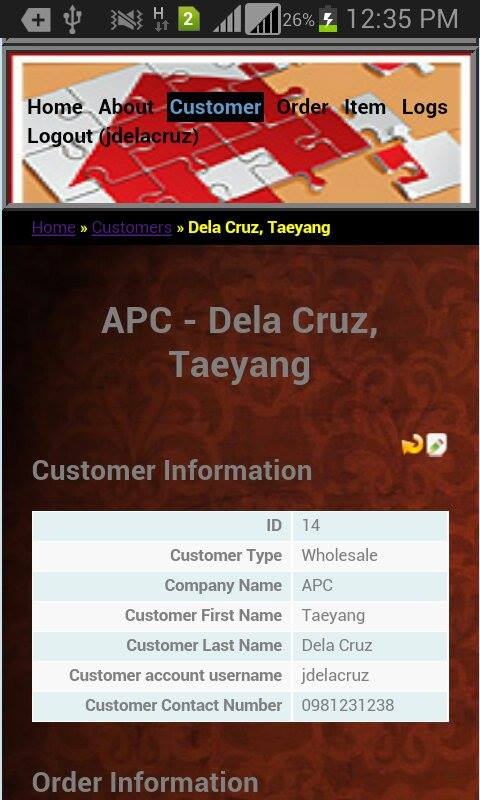 H 2 26% 12:35 PM
Home About Customer Order Item Logs
Logout (jdelacruz)
Home » Customers » Dela Cruz, Taeyang
APC - Dela Cruz,
Taeyang
Customer Information
ID 14
Customer Type Wholesale
Company Name APC
Customer First Name Taeyang
Customer Last Name Dela Cruz
Customer account username jdelacruz
Customer Contact Number 0981231238
Order Information